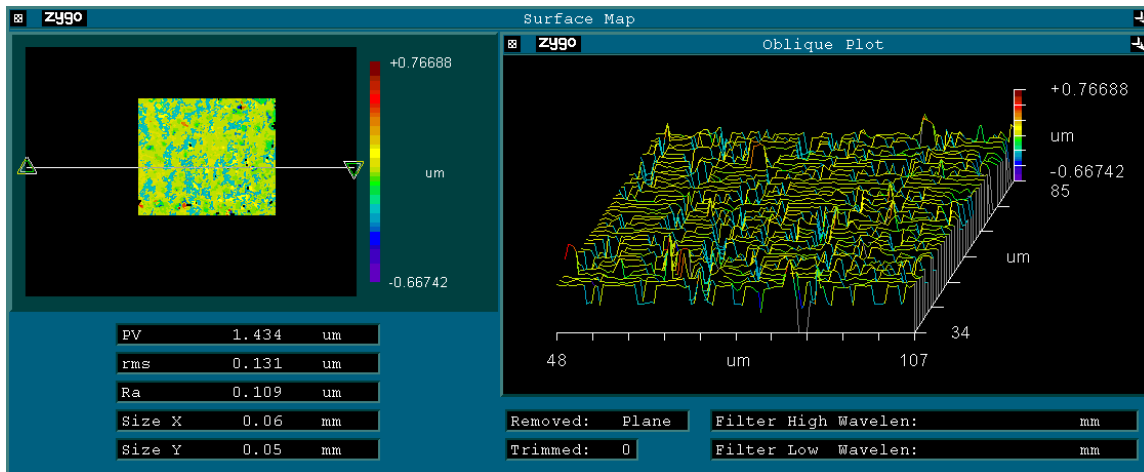 zygo Surface Map
+0.76688
um
-0.66742
PV 1.434 um
rms 0.131 um
Ra 0.109 um
Size X 0.06 um
Size Y 0.05 um
zygo Oblique Plot
+0.76688
um
-0.66742
85
um
34
48 um 107
Removed: Plane
Trimmed: 0
Filter High Wavelen: mm
Filter Low Wavelen: mm